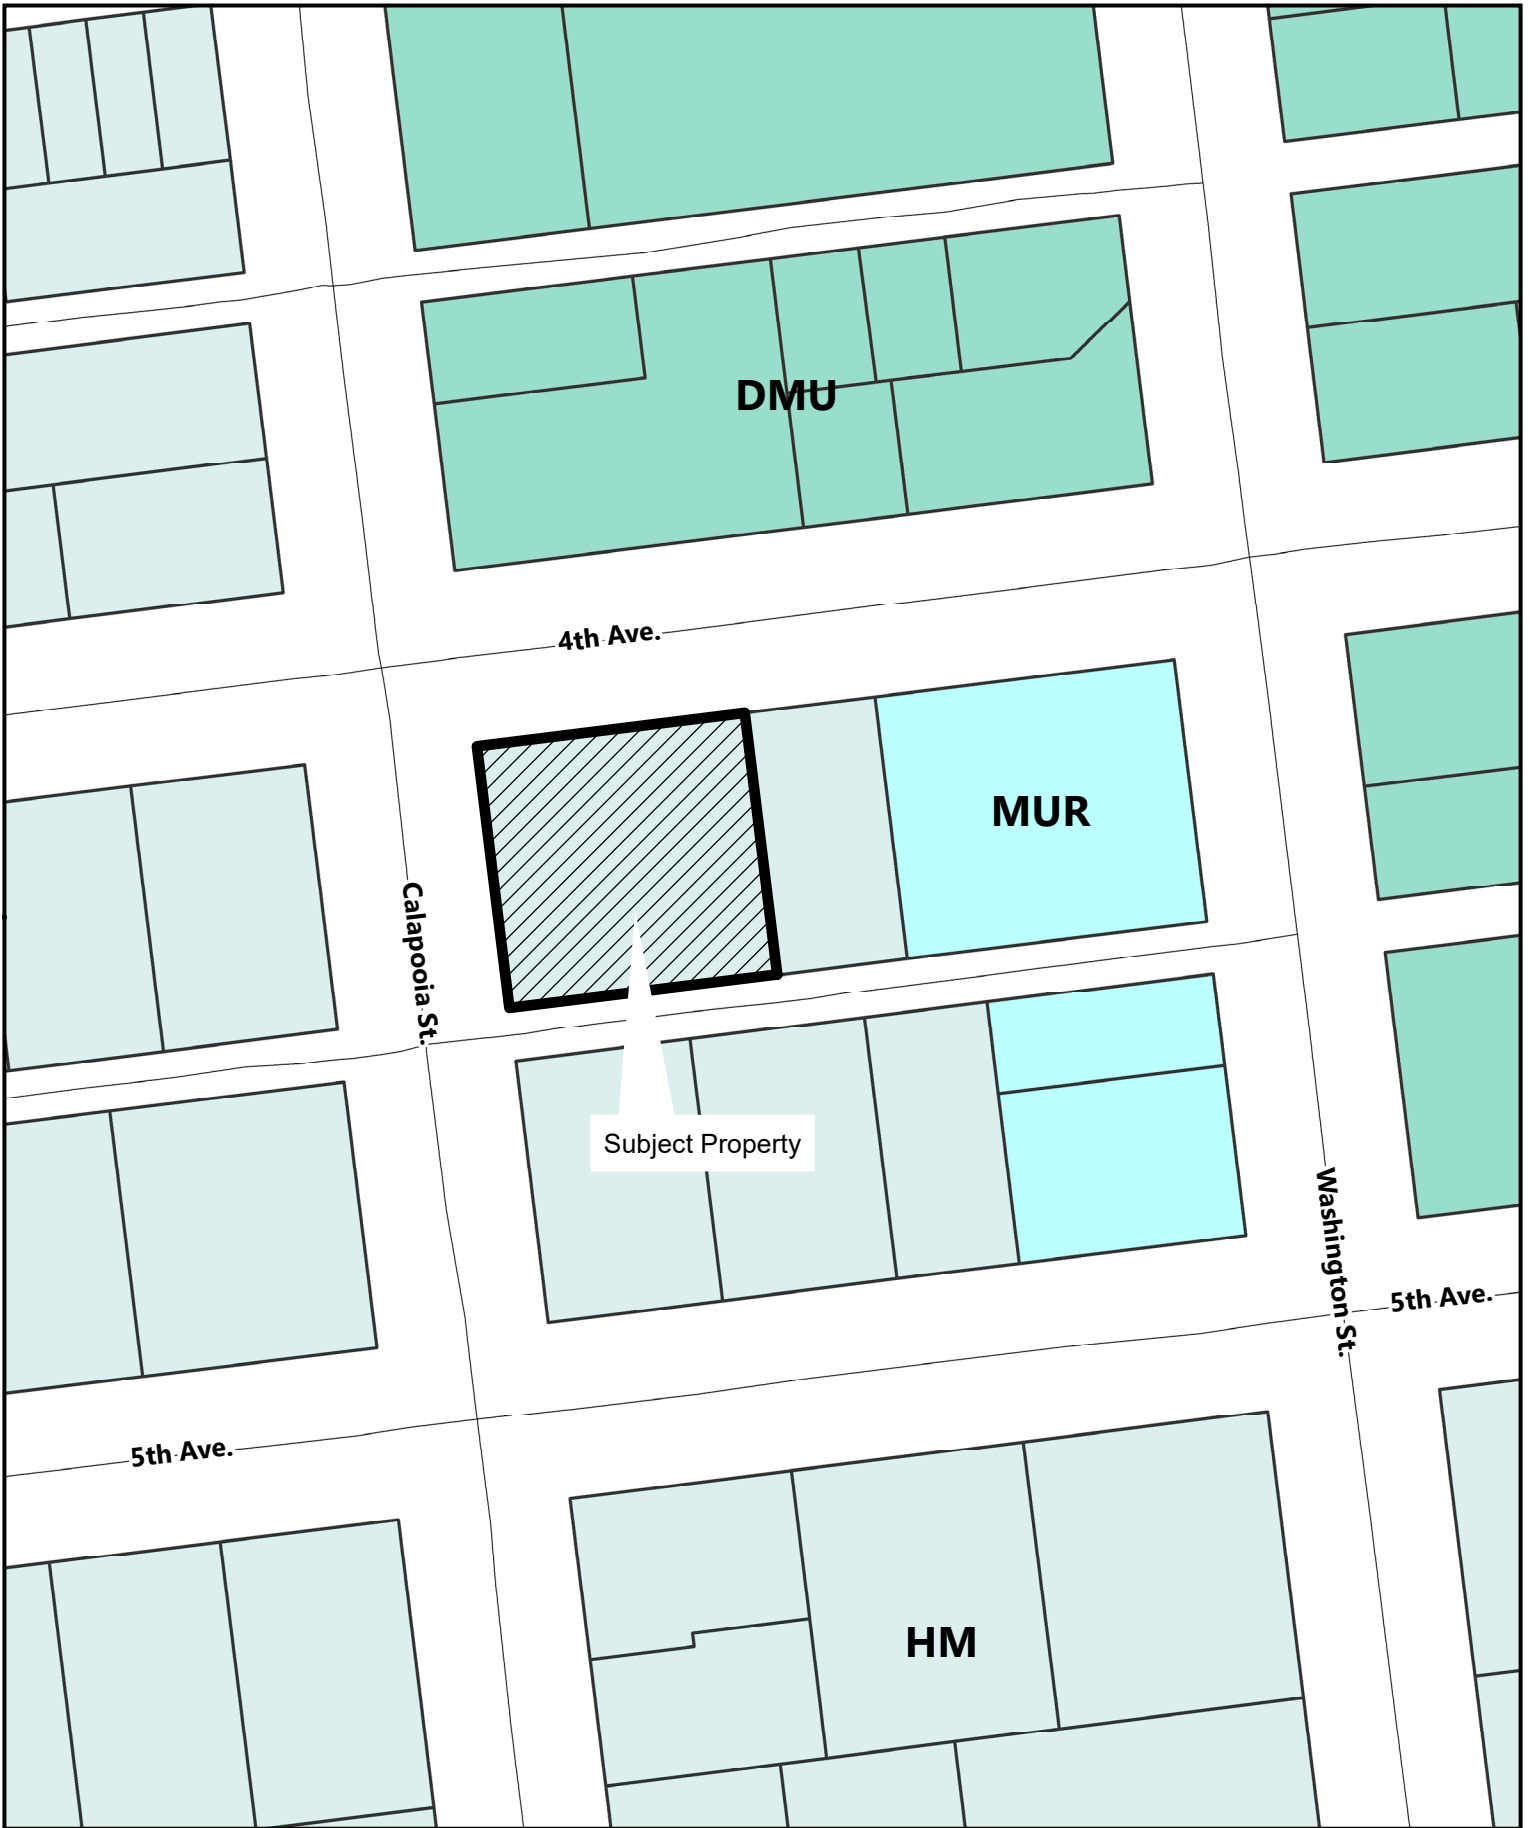 DMU
4th Ave.
MUR
Calapooia St.
Subject Property
Washington St.
5th Ave.
5th Ave.
HM